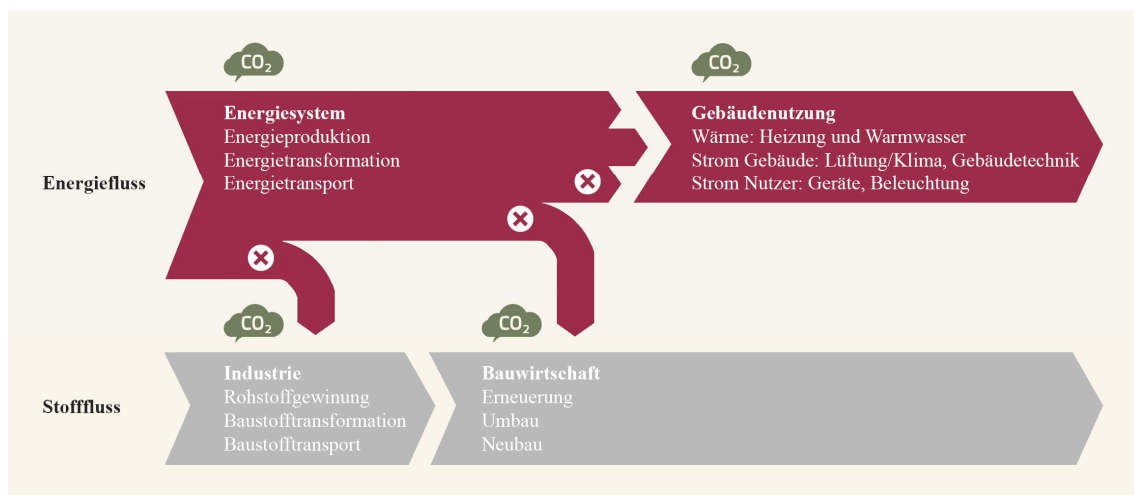 CO₂
CO₂
Energiesystem
Energieproduktion
Energietransformation
Energietransport
Gebäudenutzung
Wärme: Heizung und Warmwasser
Strom Gebäude: Lüftung/Klima, Gebäudetechnik
Strom Nutzer: Geräte, Beleuchtung
Energiefluss
CO₂
CO₂
Industrie
Rohstoffgewinung
Baustofftransformation
Baustofftransport
Bauwirtschaft
Erneuerung
Umbau
Neubau
Stofffluss